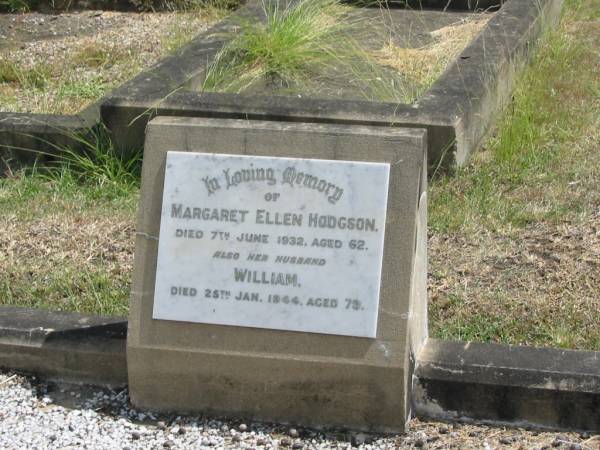 In Loving Memory
OF
MARGARET ELLEN HODGSON.
DIED 7TH JUNE 1932. AGED 62.
ALSO HER HUSBAND
WILLIAM.
DIED 25TH JAN. 1944. AGED 79.